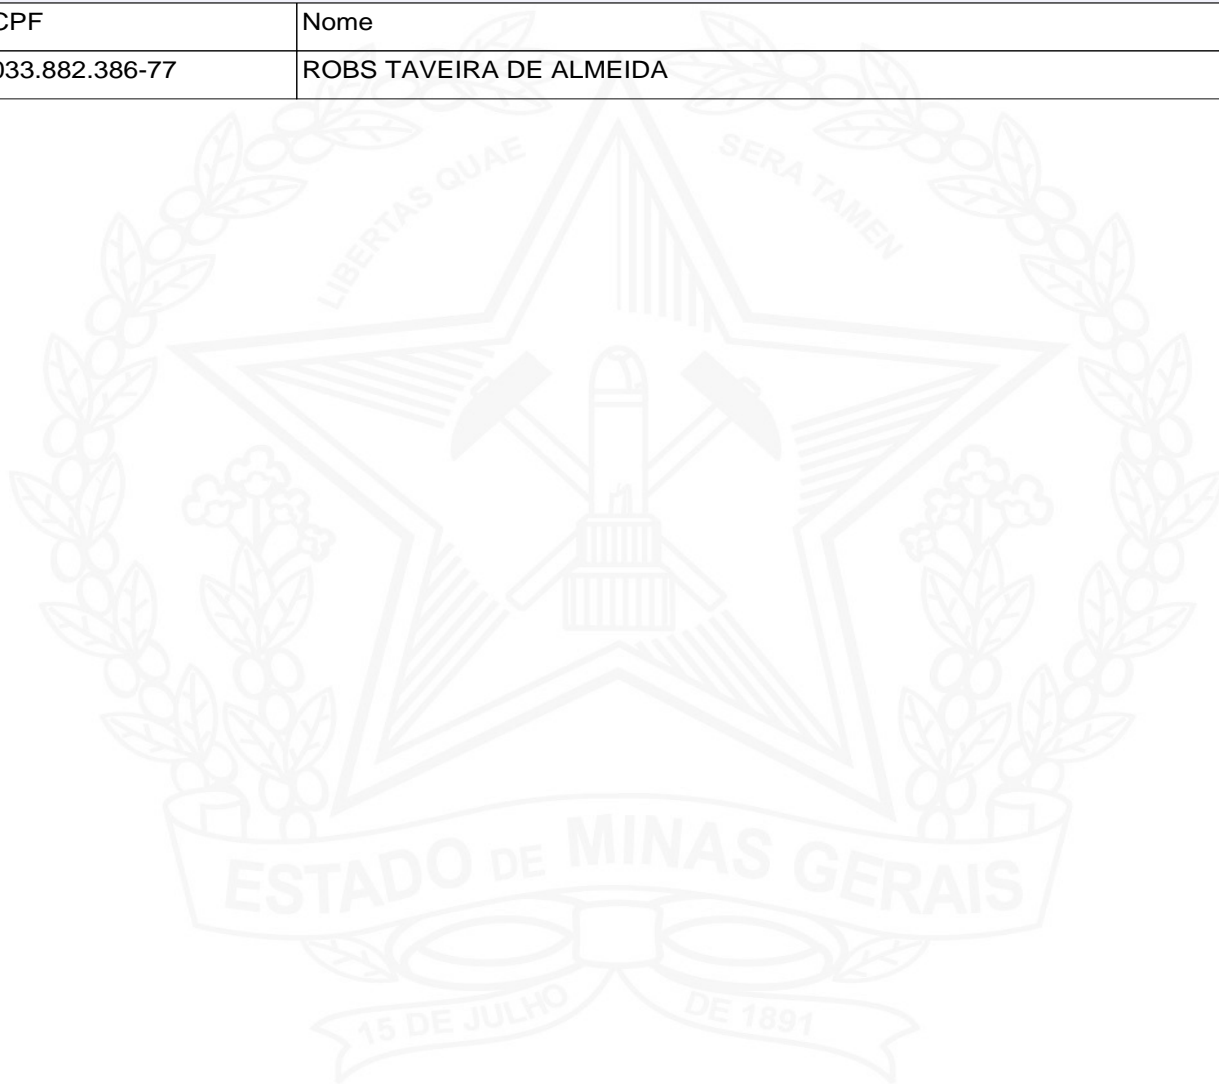 CPF Nome
033.882.386-77 ROBS TAVEIRA DE ALMEIDA
LIBERTAS QUAE SERA TAMEN
ESTADO DE MINAS GERAIS
15 DE JULHO DE 1891